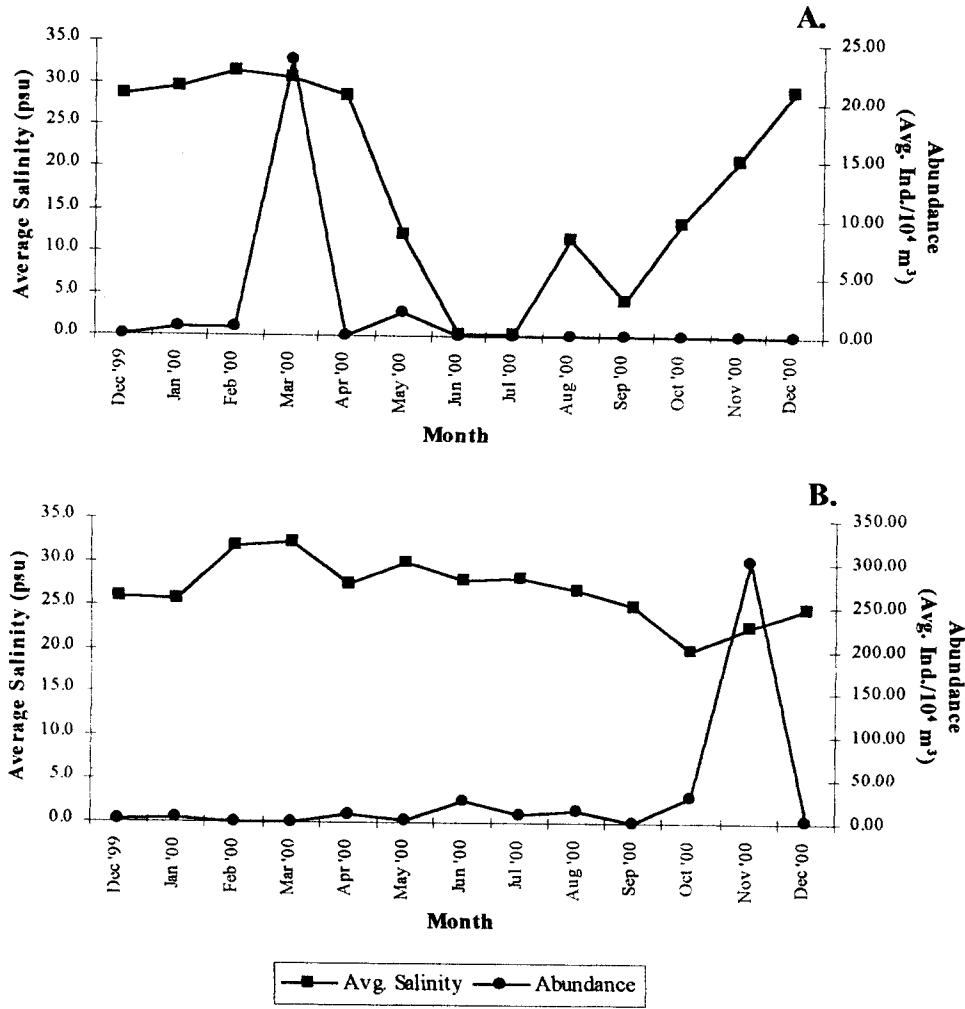 A.
35.0
30.0
25.0
20.0
15.0
10.0
5.0
0.0
Average Salinity (psu)
25.00
20.00
15.00
10.00
5.00
0.00
Abundance
(Avg. Ind./10⁴ m³)
Dec '99
Jan '00
Feb '00
Mar '00
Apr '00
May '00
Jun '00
Jul '00
Aug '00
Sep '00
Oct '00
Nov '00
Dec '00
Month
B.
35.0
30.0
25.0
20.0
15.0
10.0
5.0
0.0
Average Salinity (psu)
350.00
300.00
250.00
200.00
150.00
100.00
50.00
0.00
Abundance
(Avg. Ind./10⁴ m³)
Dec '99
Jan '00
Feb '00
Mar '00
Apr '00
May '00
Jun '00
Jul '00
Aug '00
Sep '00
Oct '00
Nov '00
Dec '00
Month
Avg. Salinity Abundance